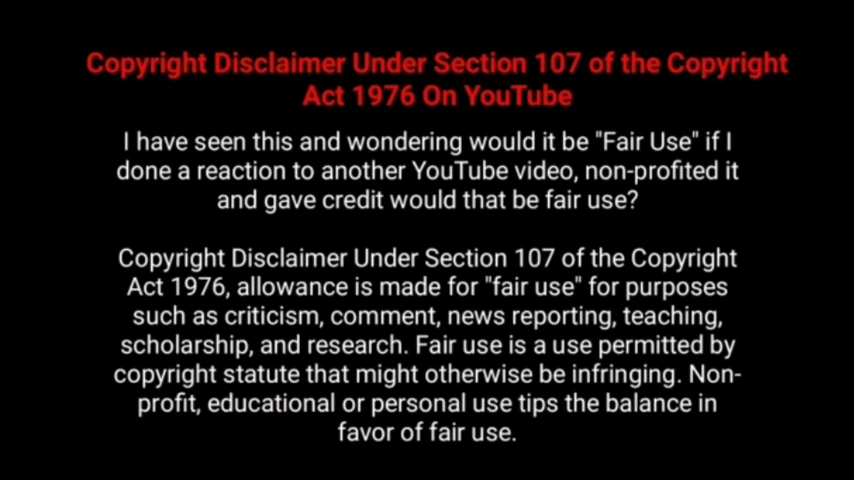 Copyright Disclaimer Under Section 107 of the Copyright
Act 1976 On YouTube
I have seen this and wondering would it be "Fair Use" if I
done a reaction to another YouTube video, non-profited it
and gave credit would that be fair use?
Copyright Disclaimer Under Section 107 of the Copyright
Act 1976, allowance is made for "fair use" for purposes
such as criticism, comment, news reporting, teaching,
scholarship, and research. Fair use is a use permitted by
copyright statute that might otherwise be infringing. Non-
profit, educational or personal use tips the balance in
favor of fair use.